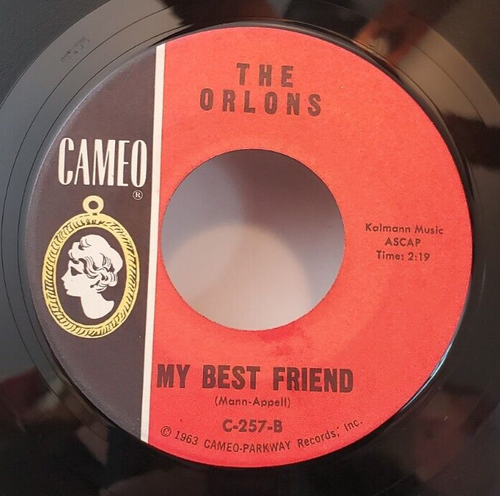 THE
ORLONS
CAMEO
®
Kalmann Music
ASCAP
Time: 2:19
MY BEST FRIEND
(Mann-Appell)
C-257-B
© 1963 CAMEO-PARKWAY Records, Inc.